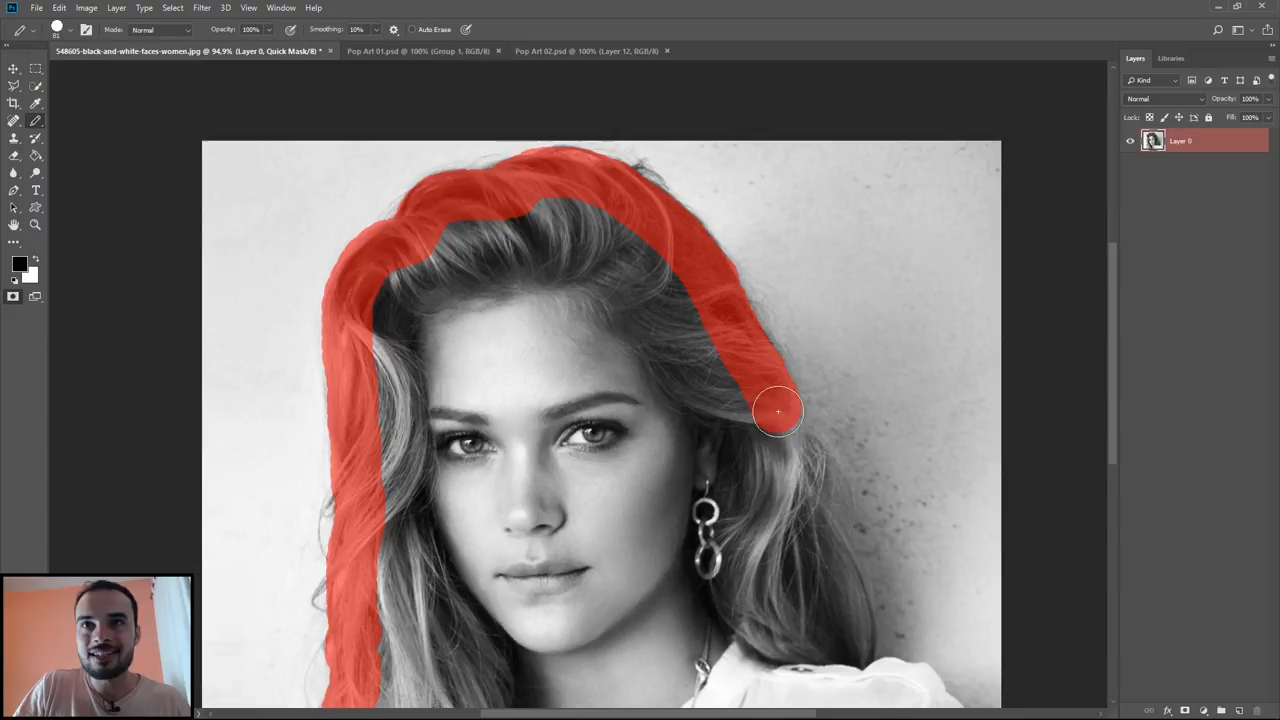 Ps File Edit Image Layer Type Select Filter 3D View Window Help
81 Mode: Normal Opacity: 100% Smoothing: 10% Auto Erase
548605-black-and-white-faces-women.jpg @ 94,9% (Layer 0, Quick Mask/8) * × Pop Art 01.psd @ 100% (Group 1, RGB/8) × Pop Art 02.psd @ 100% (Layer 12, RGB/8) ×
Layers Libraries
Kind
Normal Opacity: 100%
Lock: Fill: 100%
Layer 0